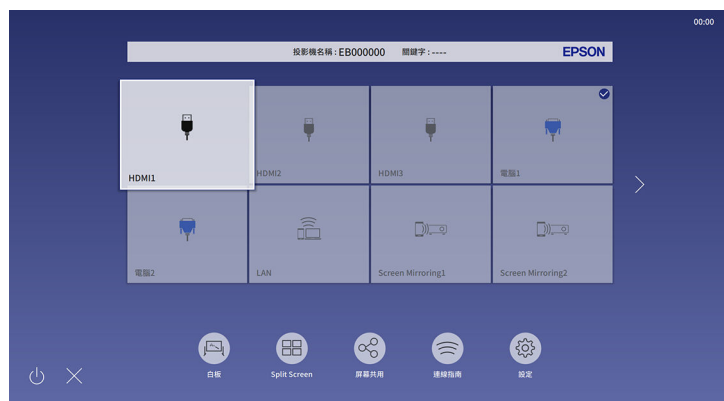 00:00
投影機名稱 : EB000000 關鍵字 : ---- EPSON
HDMI1
HDMI2
HDMI3
電腦1
電腦2
LAN
Screen Mirroring1
Screen Mirroring2
白板
Split Screen
屏幕共用
連線指南
設定